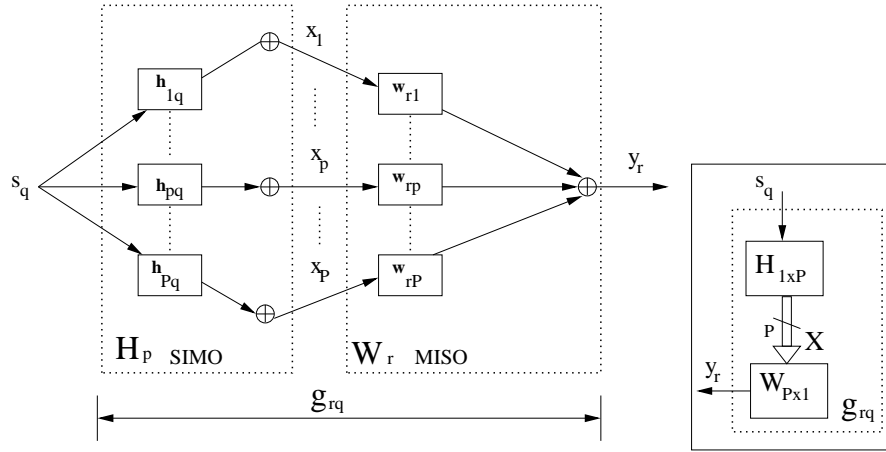 x_1
h_1q
w_r1
x_p
y_r
s_q
h_pq
w_rp
s_q
x_P
h_Pq
w_rP
H_1xP
H_p SIMO
W_r MISO
P
X
y_r
W_Px1
g_rq
g_rq